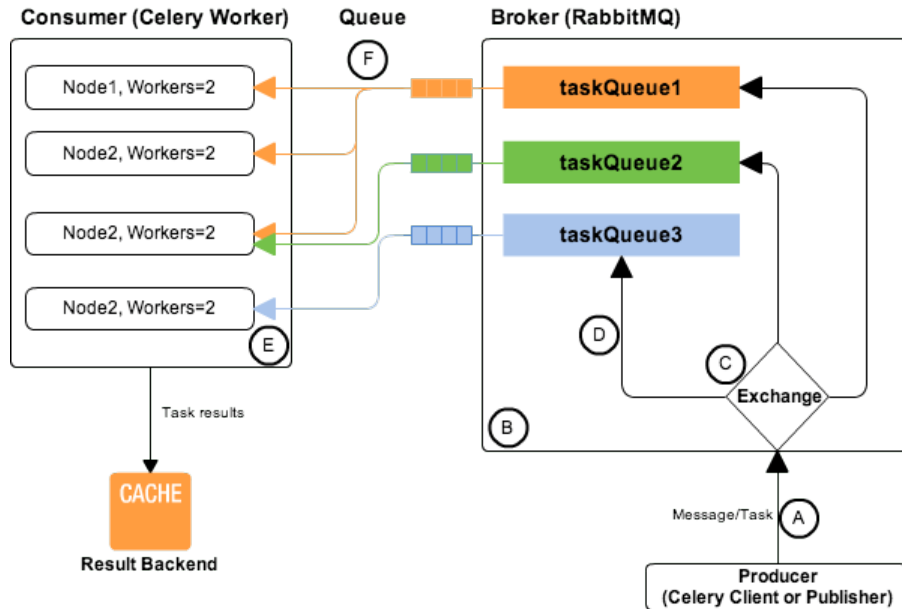 Consumer (Celery Worker)
Queue
Broker (RabbitMQ)
F
Node1, Workers=2
taskQueue1
Node2, Workers=2
taskQueue2
Node2, Workers=2
taskQueue3
Node2, Workers=2
E
D
C
Exchange
B
Task results
CACHE
Result Backend
Message/Task
A
Producer
(Celery Client or Publisher)